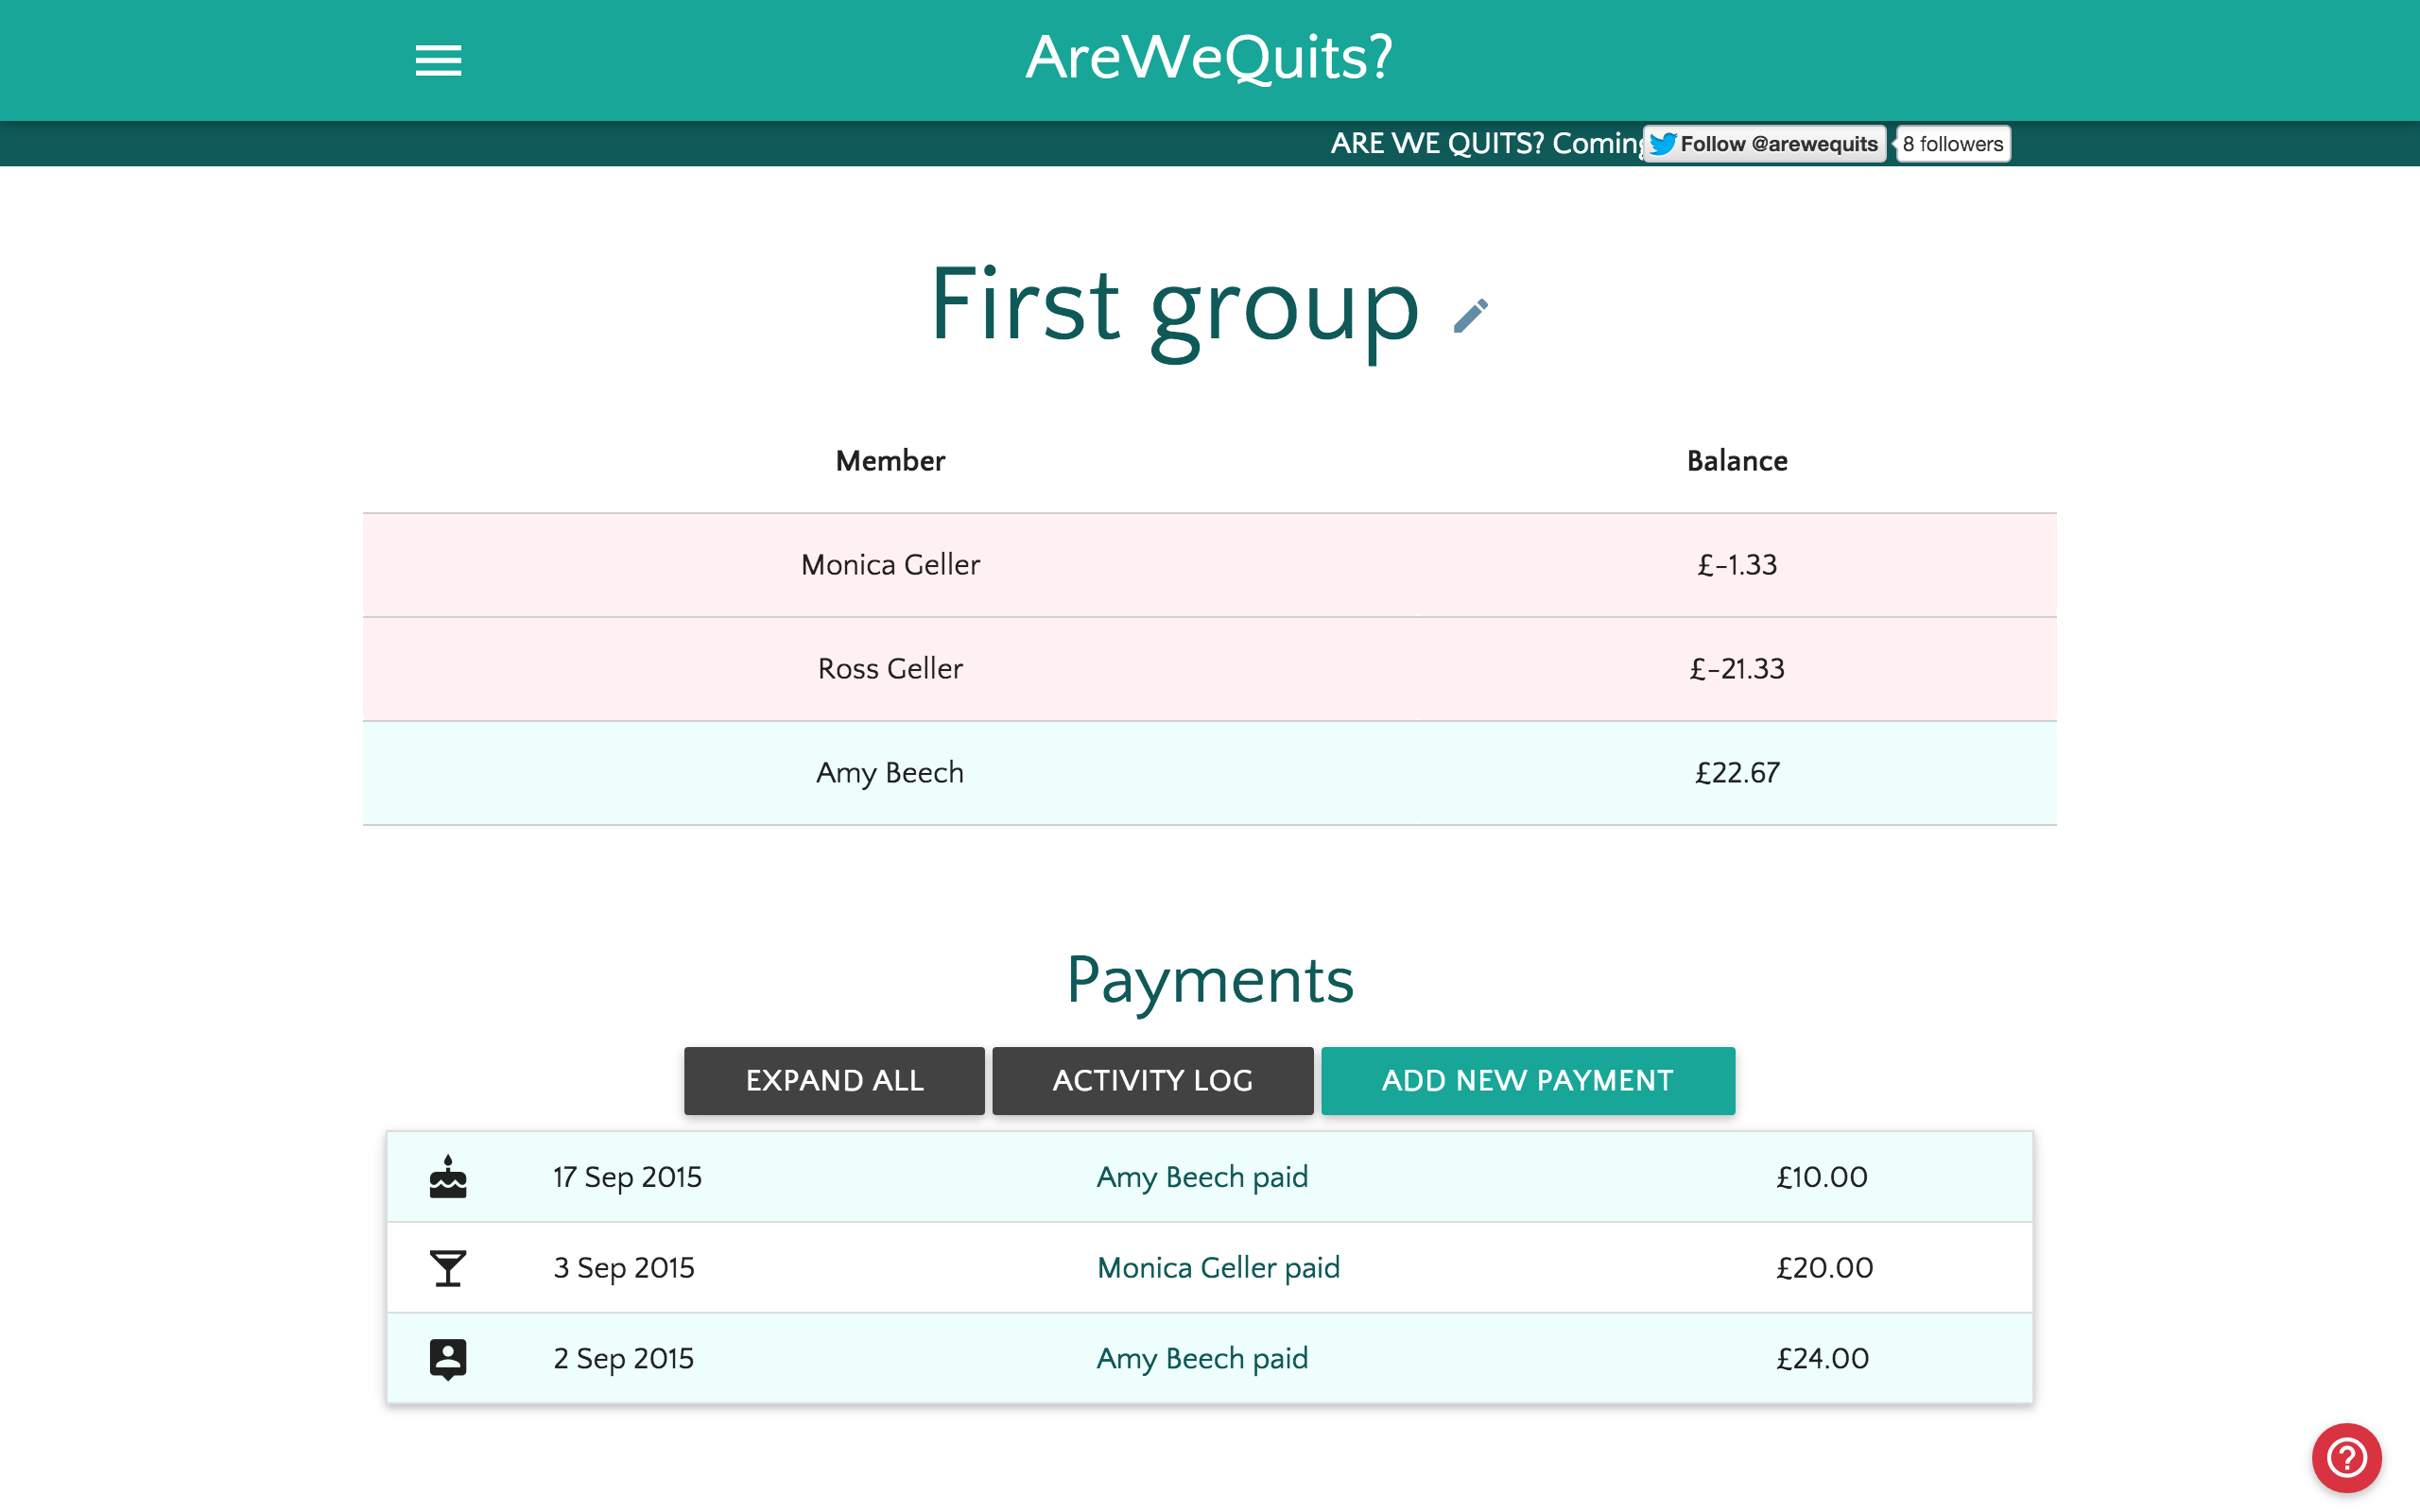 AreWeQuits?
ARE WE QUITS? Coming Follow @arewequits 8 followers
First group
Member Balance
Monica Geller £-1.33
Ross Geller £-21.33
Amy Beech £22.67
Payments
EXPAND ALL ACTIVITY LOG ADD NEW PAYMENT
17 Sep 2015 Amy Beech paid £10.00
3 Sep 2015 Monica Geller paid £20.00
2 Sep 2015 Amy Beech paid £24.00